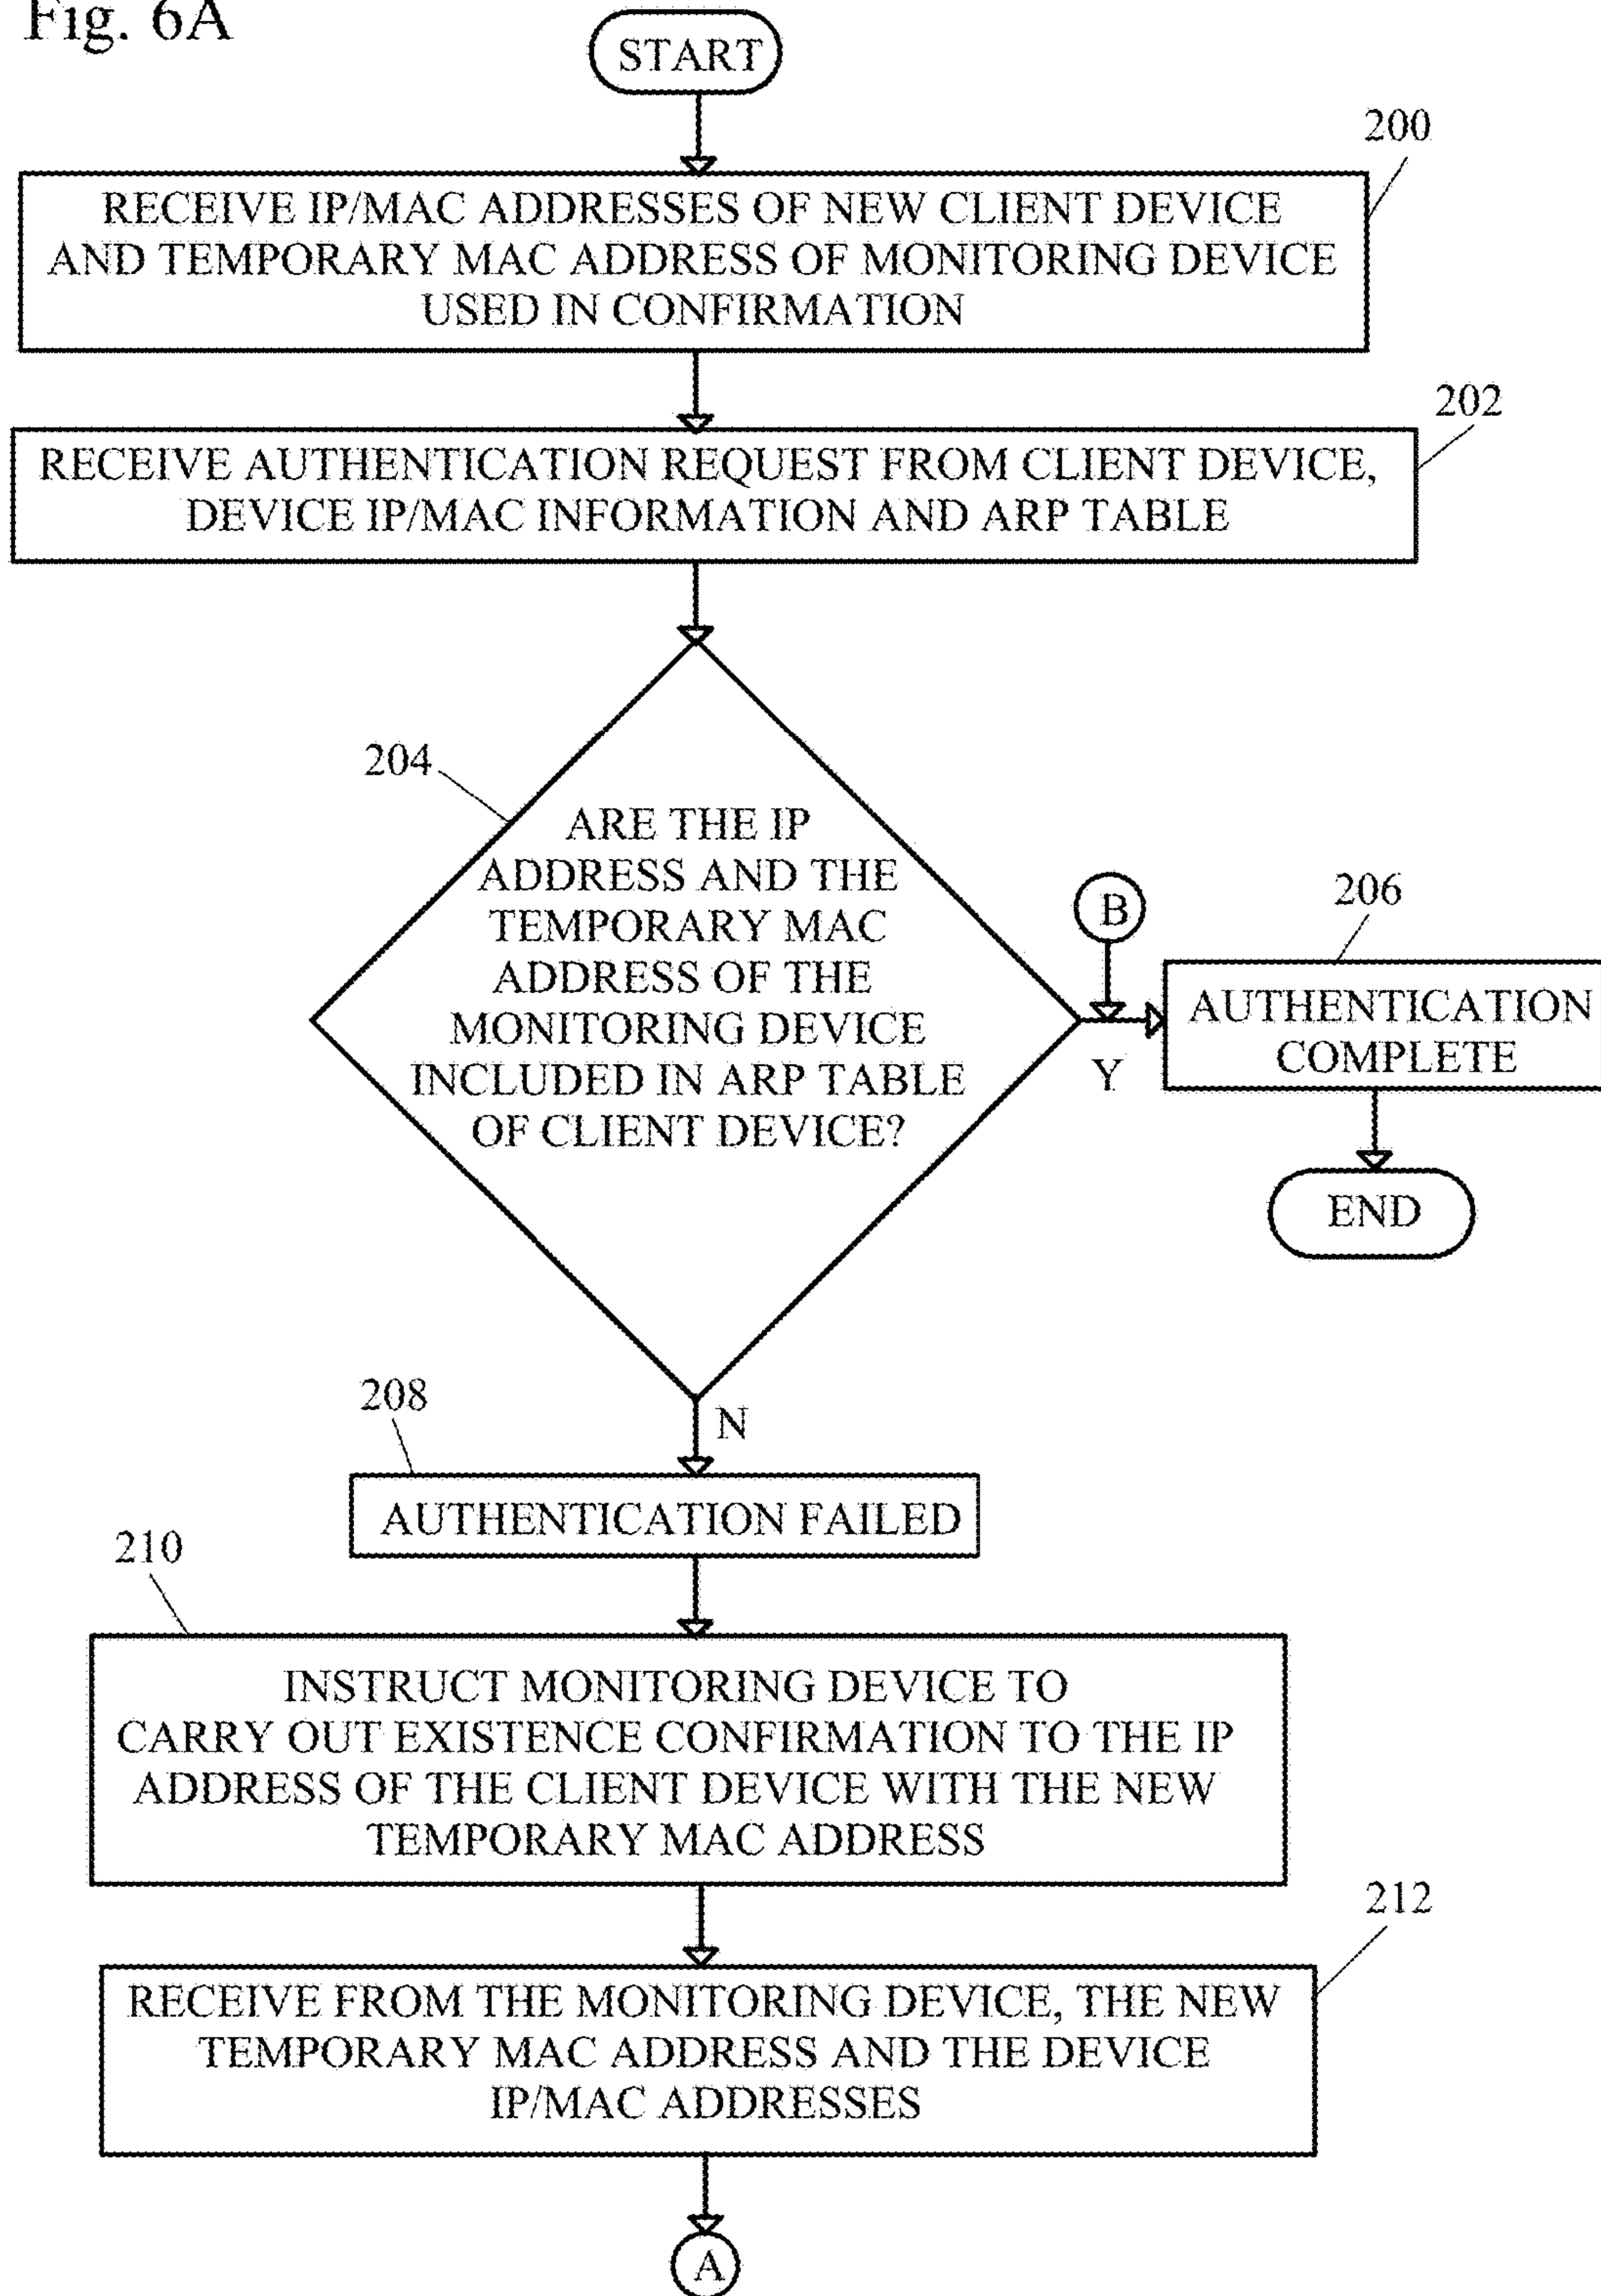 Fig. 6A
START
200
RECEIVE IP/MAC ADDRESSES OF NEW CLIENT DEVICE
AND TEMPORARY MAC ADDRESS OF MONITORING DEVICE
USED IN CONFIRMATION
202
RECEIVE AUTHENTICATION REQUEST FROM CLIENT DEVICE,
DEVICE IP/MAC INFORMATION AND ARP TABLE
204
ARE THE IP
ADDRESS AND THE
TEMPORARY MAC
ADDRESS OF THE
MONITORING DEVICE
INCLUDED IN ARP TABLE
OF CLIENT DEVICE?
B
Y
206
AUTHENTICATION
COMPLETE
END
N
208
AUTHENTICATION FAILED
210
INSTRUCT MONITORING DEVICE TO
CARRY OUT EXISTENCE CONFIRMATION TO THE IP
ADDRESS OF THE CLIENT DEVICE WITH THE NEW
TEMPORARY MAC ADDRESS
212
RECEIVE FROM THE MONITORING DEVICE, THE NEW
TEMPORARY MAC ADDRESS AND THE DEVICE
IP/MAC ADDRESSES
A